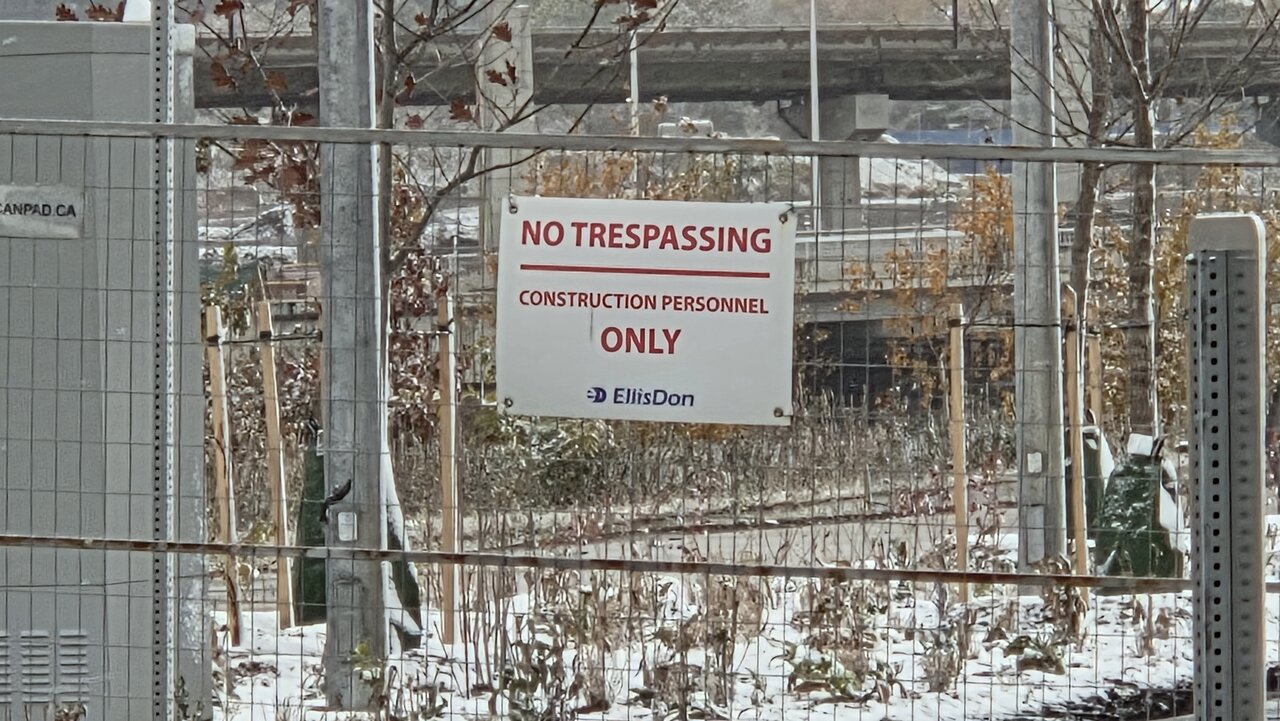 CANPAD.CA
NO TRESPASSING
CONSTRUCTION PERSONNEL
ONLY
EllisDon